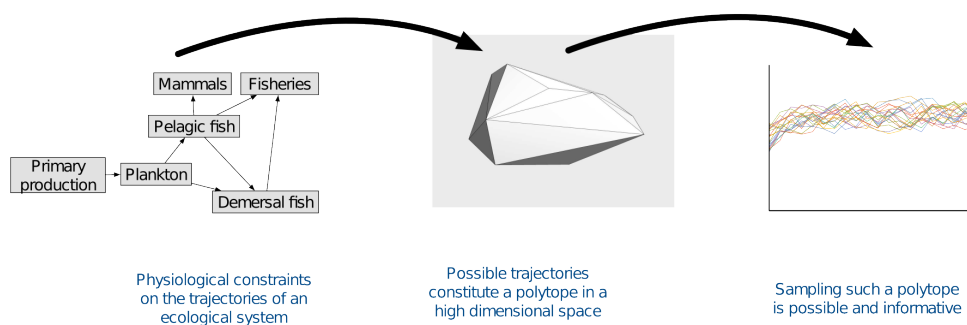 Mammals
Fisheries
Pelagic fish
Primary
production
Plankton
Demersal fish
Physiological constraints
on the trajectories of an
ecological system
Possible trajectories
constitute a polytope in a
high dimensional space
Sampling such a polytope
is possible and informative